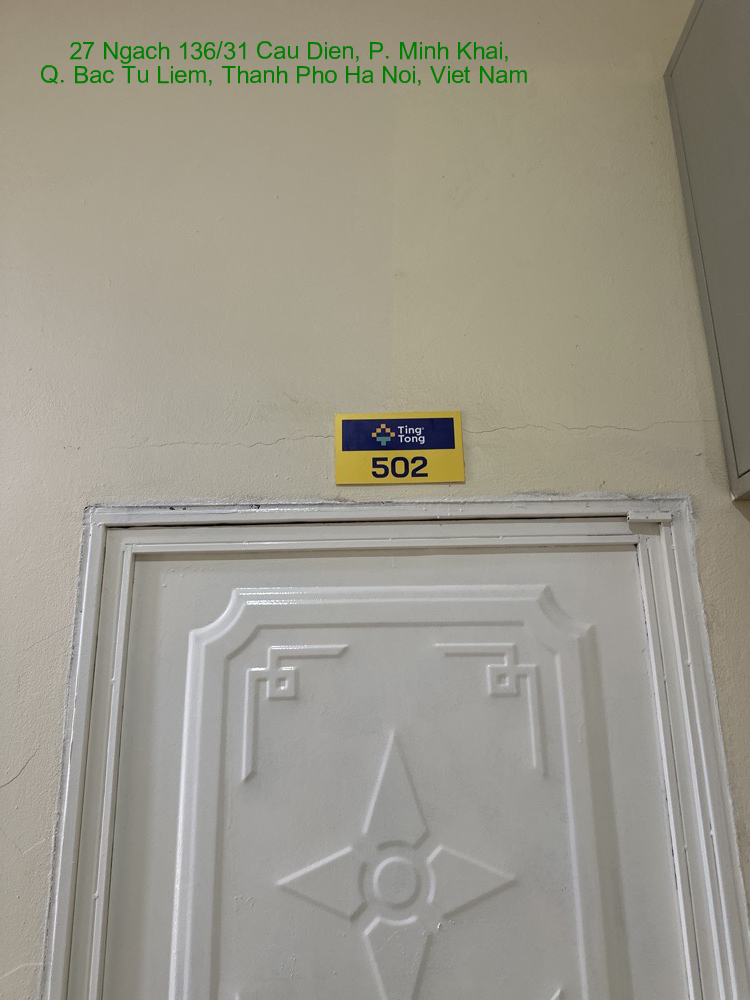 27 Ngach 136/31 Cau Dien, P. Minh Khai,
Q. Bac Tu Liem, Thanh Pho Ha Noi, Viet Nam
Ting
Tong
502